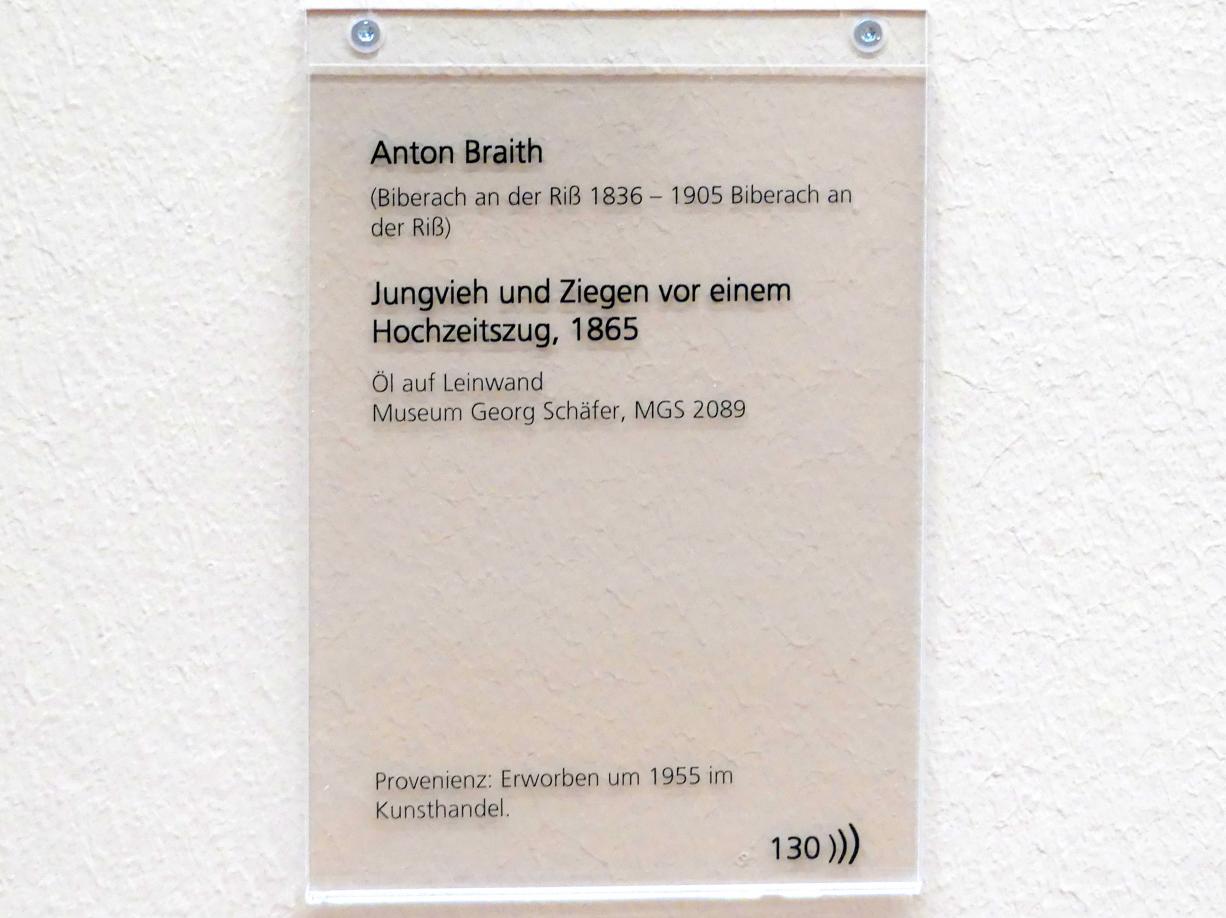 Anton Braith
(Biberach an der Riß 1836 – 1905 Biberach an
der Riß)
Jungvieh und Ziegen vor einem
Hochzeitszug, 1865
Öl auf Leinwand
Museum Georg Schäfer, MGS 2089
Provenienz: Erworben um 1955 im
Kunsthandel.
130 )))